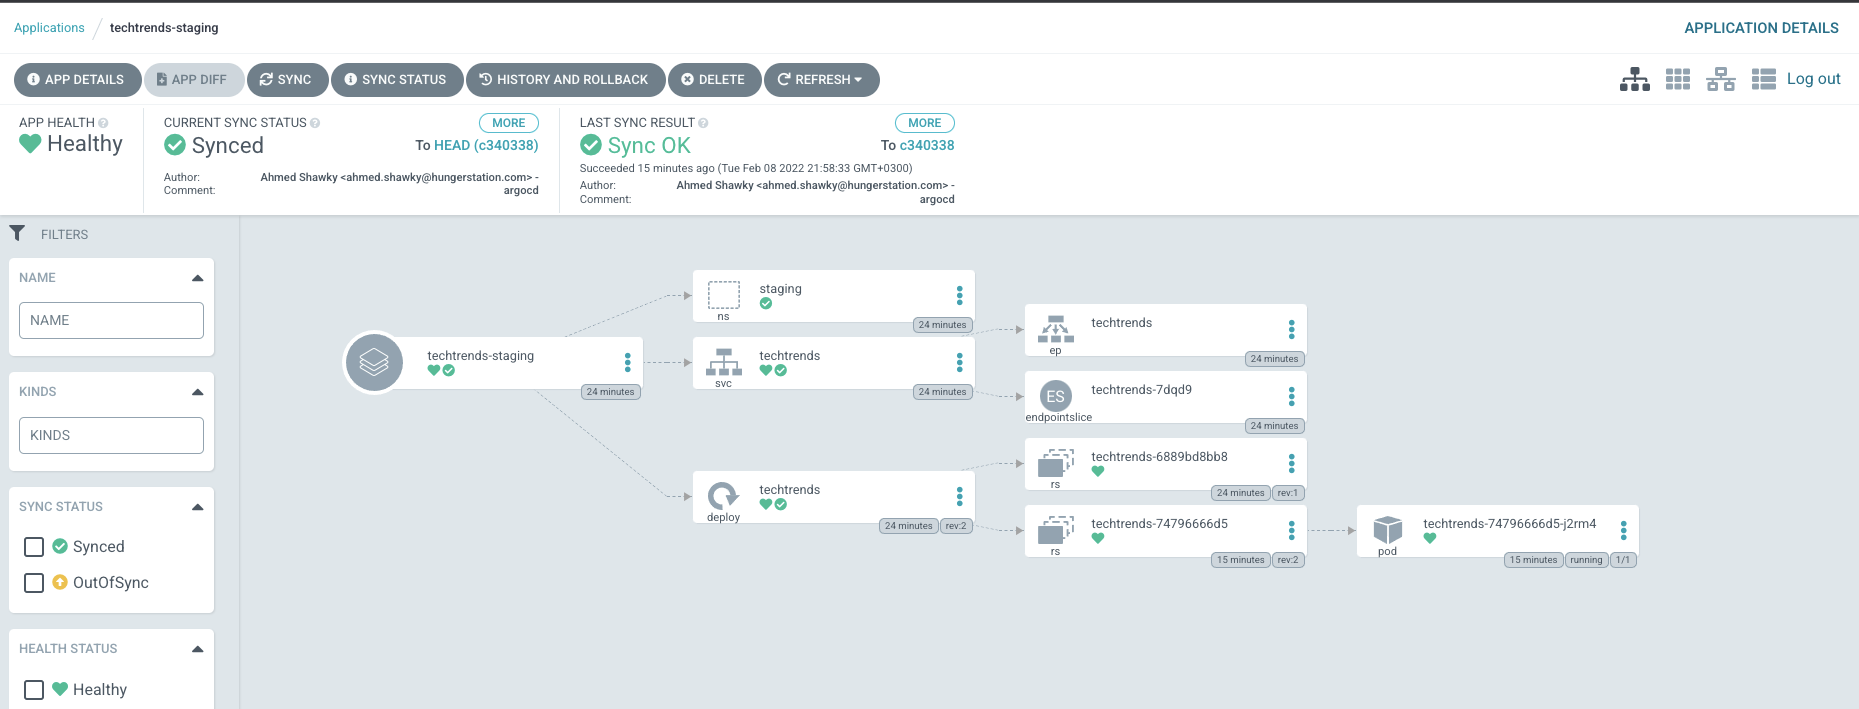 Applications / techtrends-staging
APPLICATION DETAILS
APP DETAILS
APP DIFF
SYNC
SYNC STATUS
HISTORY AND ROLLBACK
DELETE
REFRESH
Log out
APP HEALTH
Healthy
CURRENT SYNC STATUS
MORE
Synced
To HEAD (c340338)
Author: Ahmed Shawky <ahmed.shawky@hungerstation.com> -
Comment: argocd
LAST SYNC RESULT
MORE
Sync OK
To c340338
Succeeded 15 minutes ago (Tue Feb 08 2022 21:58:33 GMT+0300)
Author: Ahmed Shawky <ahmed.shawky@hungerstation.com> -
Comment: argocd
FILTERS
NAME
NAME
KINDS
KINDS
SYNC STATUS
Synced
OutOfSync
HEALTH STATUS
Healthy
techtrends-staging
24 minutes
staging
ns
24 minutes
techtrends
svc
24 minutes
techtrends
deploy
24 minutes rev:2
techtrends
ep
24 minutes
ES
techtrends-7dqd9
endpointslice
24 minutes
techtrends-6889bd8bb8
rs
24 minutes rev:1
techtrends-74796666d5
rs
15 minutes rev:2
techtrends-74796666d5-j2rm4
pod
15 minutes running 1/1